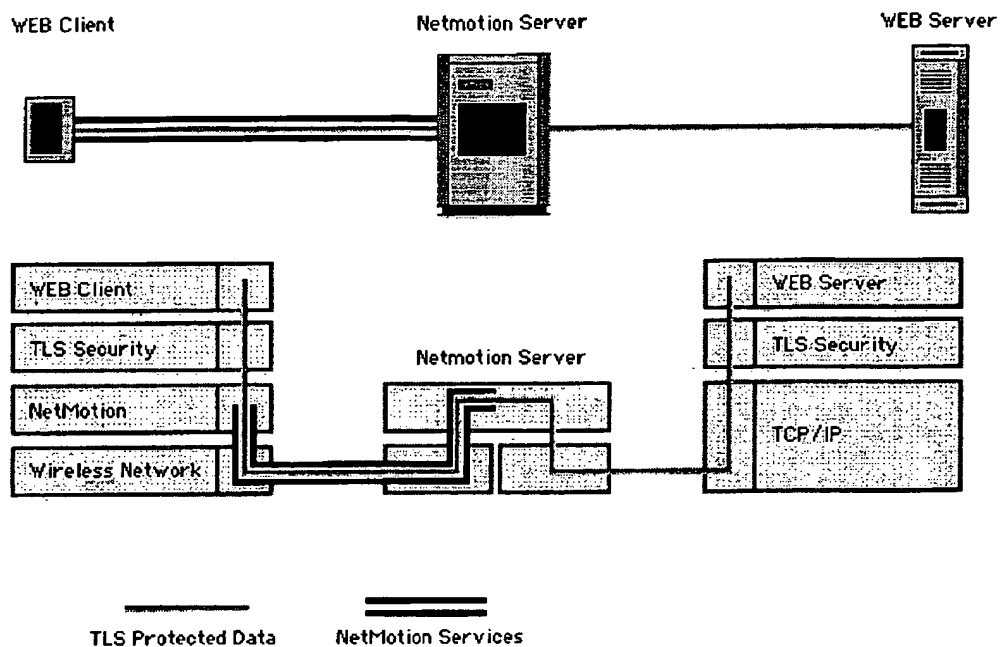 WEB Client
Netmotion Server
WEB Server
WEB Client
TLS Security
NetMotion
Wireless Network
Netmotion Server
WEB Server
TLS Security
TCP/IP
TLS Protected Data
NetMotion Services